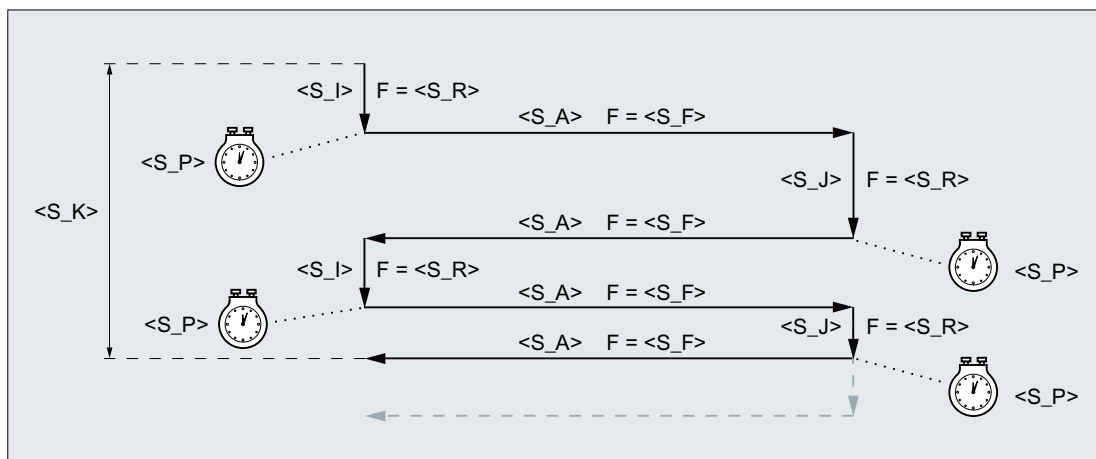 <S_I> F = <S_R>
<S_A> F = <S_F>
<S_P>
<S_J> F = <S_R>
<S_K>
<S_A> F = <S_F>
<S_I> F = <S_R>
<S_P>
<S_A> F = <S_F>
<S_P>
<S_J> F = <S_R>
<S_A> F = <S_F>
<S_P>